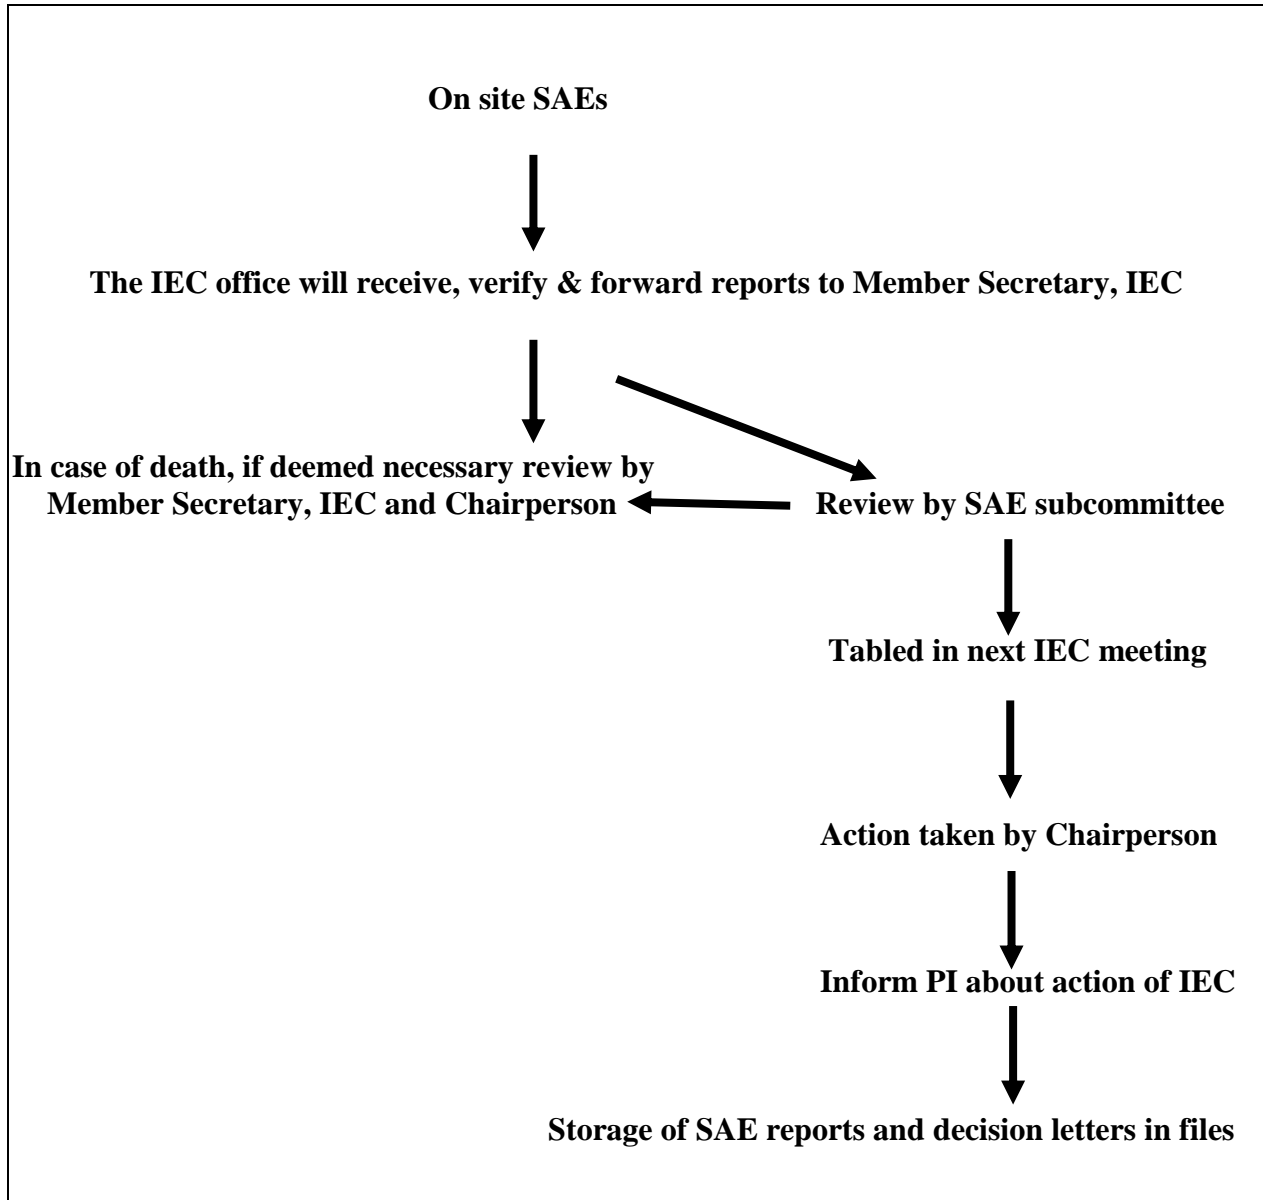 On site SAEs
The IEC office will receive, verify & forward reports to Member Secretary, IEC
In case of death, if deemed necessary review by
Member Secretary, IEC and Chairperson
Review by SAE subcommittee
Tabled in next IEC meeting
Action taken by Chairperson
Inform PI about action of IEC
Storage of SAE reports and decision letters in files